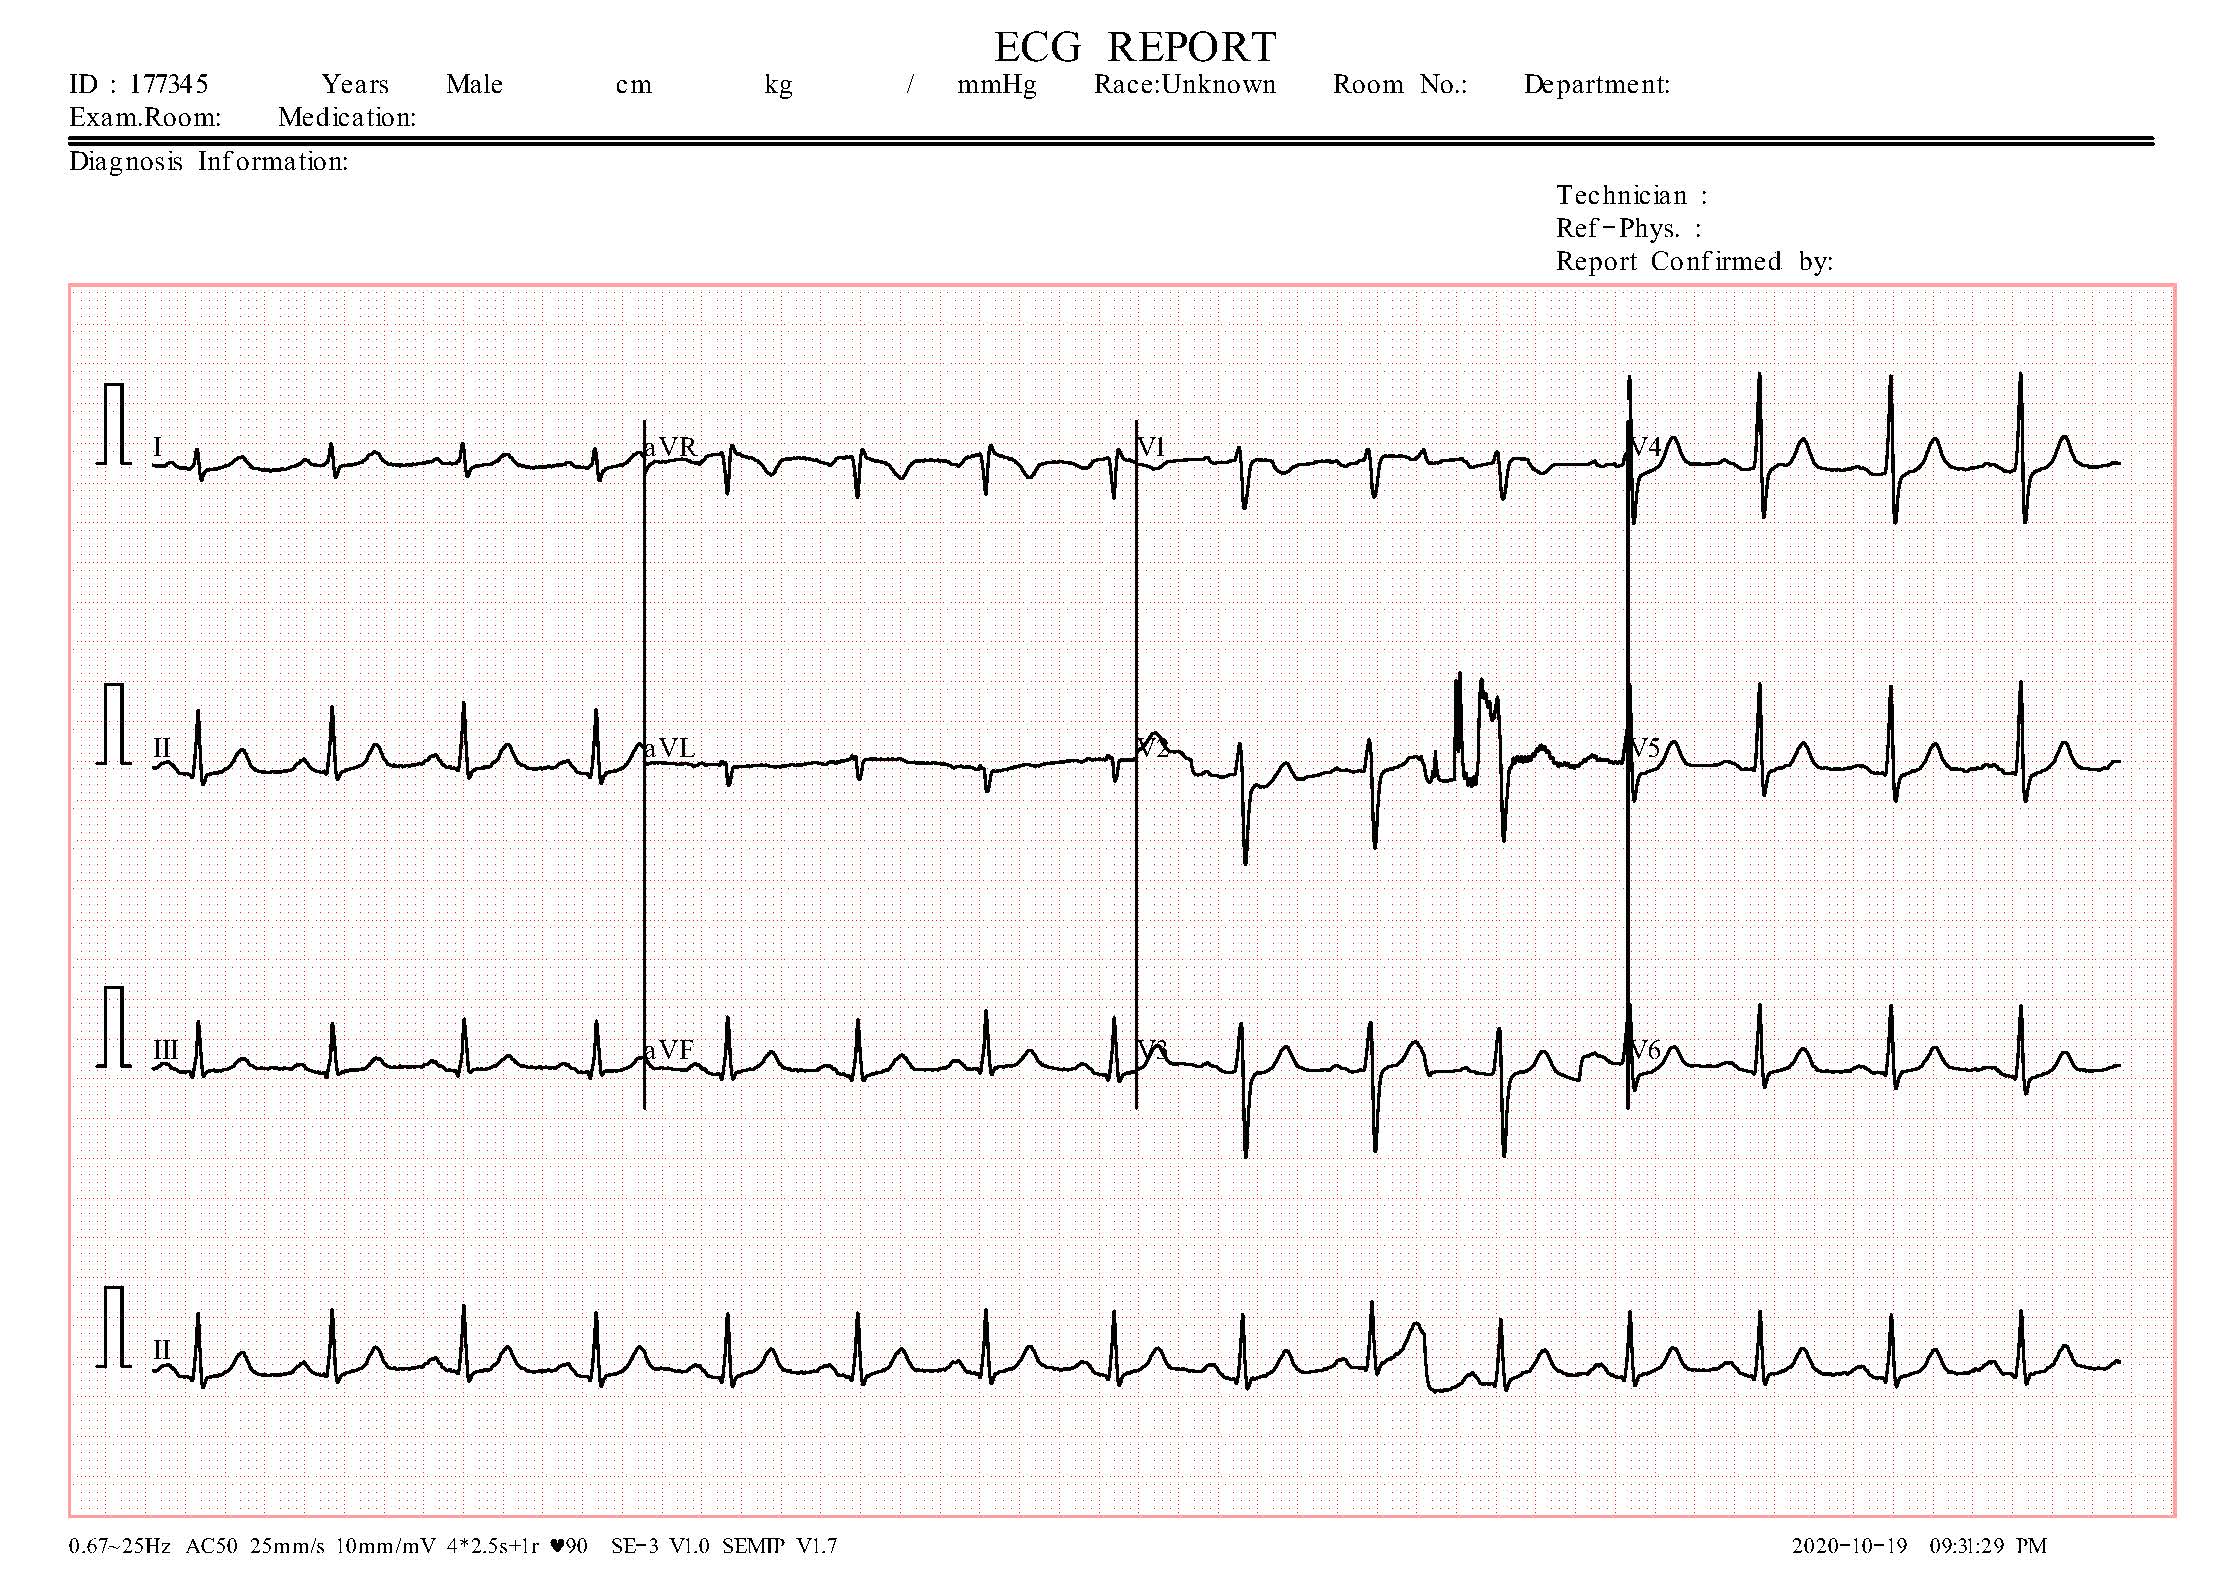 ECG REPORT
ID : 177345 Years Male cm kg / mmHg Race:Unknown Room No.: Department:
Exam.Room: Medication:
Diagnosis Information:
Technician :
Ref-Phys. :
Report Confirmed by:
I aVR V1 V4
II aVL V2 V5
III aVF V3 V6
II
0.67~25Hz AC50 25mm/s 10mm/mV 4*2.5s+1r ♥90 SE-3 V1.0 SEMIP V1.7
2020-10-19 09:31:29 PM